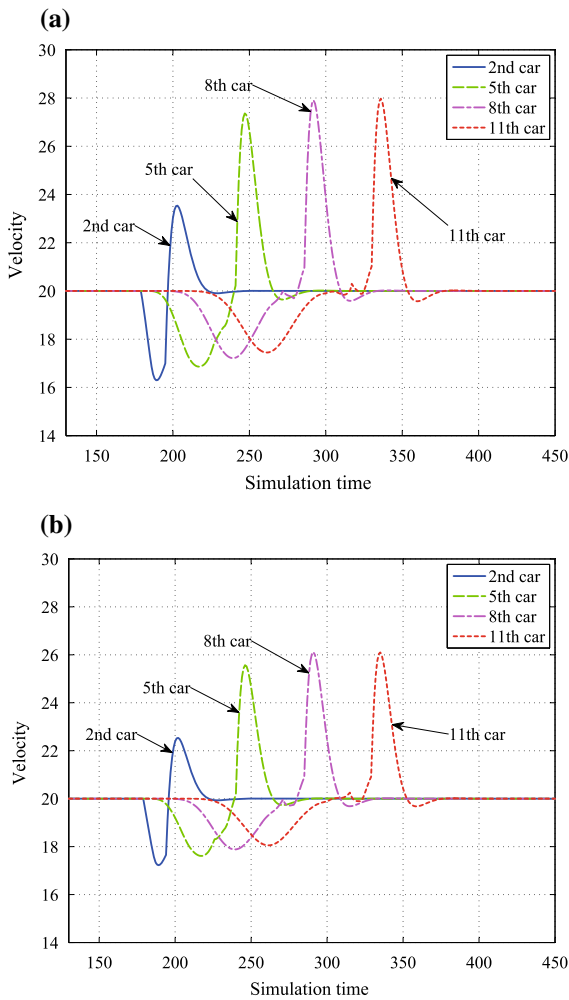 (a)
30
28
26
24
22
20
18
16
14
Velocity
150
200
250
300
350
400
450
Simulation time
2nd car
5th car
8th car
11th car
8th car
5th car
2nd car
11th car
(b)
30
28
26
24
22
20
18
16
14
Velocity
150
200
250
300
350
400
450
Simulation time
2nd car
5th car
8th car
11th car
8th car
5th car
2nd car
11th car